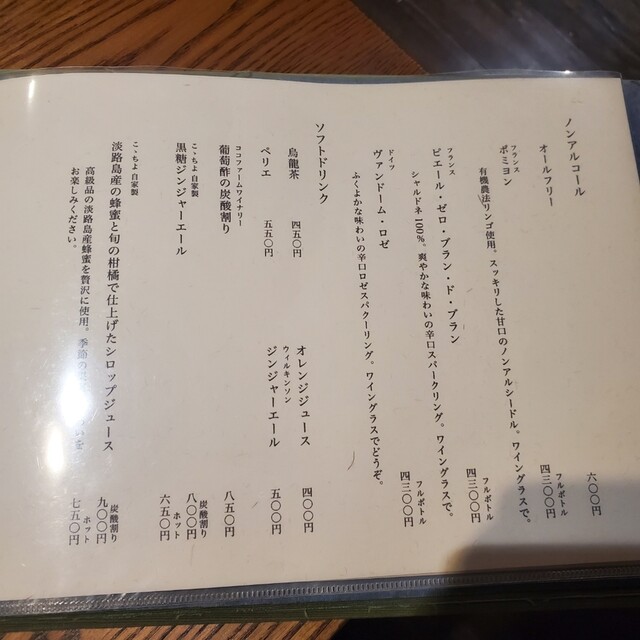 ノンアルコール
オールフリー 六〇〇円
フランス
ポミヨン フルボトル 四三〇〇円
有機農法リンゴ使用。スッキリした甘口のノンアルシードル。ワイングラスで。
フランス
ピエール・ゼロ・ブラン・ド・ブラン フルボトル 四三〇〇円
シャルドネ100%。爽やかな味わいの辛口スパークリング。ワイングラスで。
ドイツ
ヴァンドーム・ロゼ フルボトル 四三〇〇円
ふくよかな味わいの辛口ロゼスパクーリング。ワイングラスでどうぞ。
ソフトドリンク
烏龍茶 四五〇円
オレンジジュース 四〇〇円
ペリエ 五五〇円
ウィルキンソン
ジンジャーエール 五〇〇円
ココファームワイナリー
葡萄酢の炭酸割り 八五〇円
こゝちよ 自家製
黒糖ジンジャーエール 炭酸割り 八〇〇円
ホット 六五〇円
こゝちよ 自家製
淡路島産の蜂蜜と旬の柑橘で仕上げたシロップジュース 炭酸割り 九〇〇円
ホット 七五〇円
高級品の淡路島産蜂蜜を贅沢に使用。季節の
を
お楽しみください。